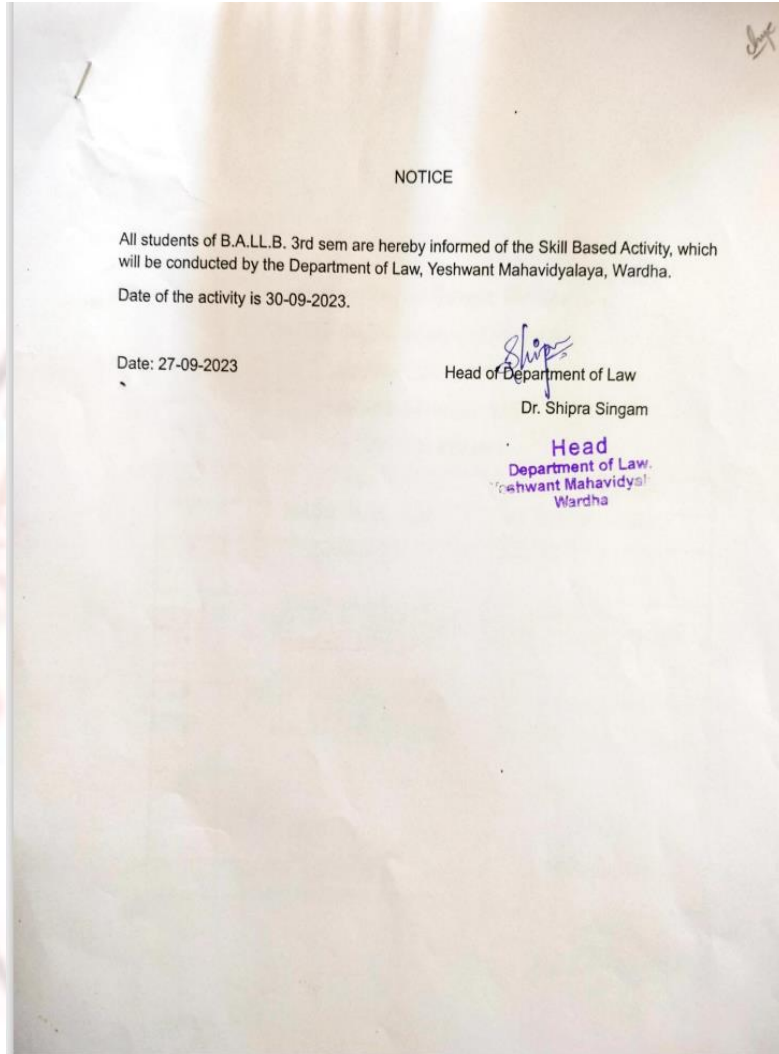 NOTICE
All students of B.A.LL.B. 3rd sem are hereby informed of the Skill Based Activity, which
will be conducted by the Department of Law, Yeshwant Mahavidyalaya, Wardha.
Date of the activity is 30-09-2023.
Date: 27-09-2023
Head of Department of Law
Dr. Shipra Singam
Head
Department of Law.
Wardha